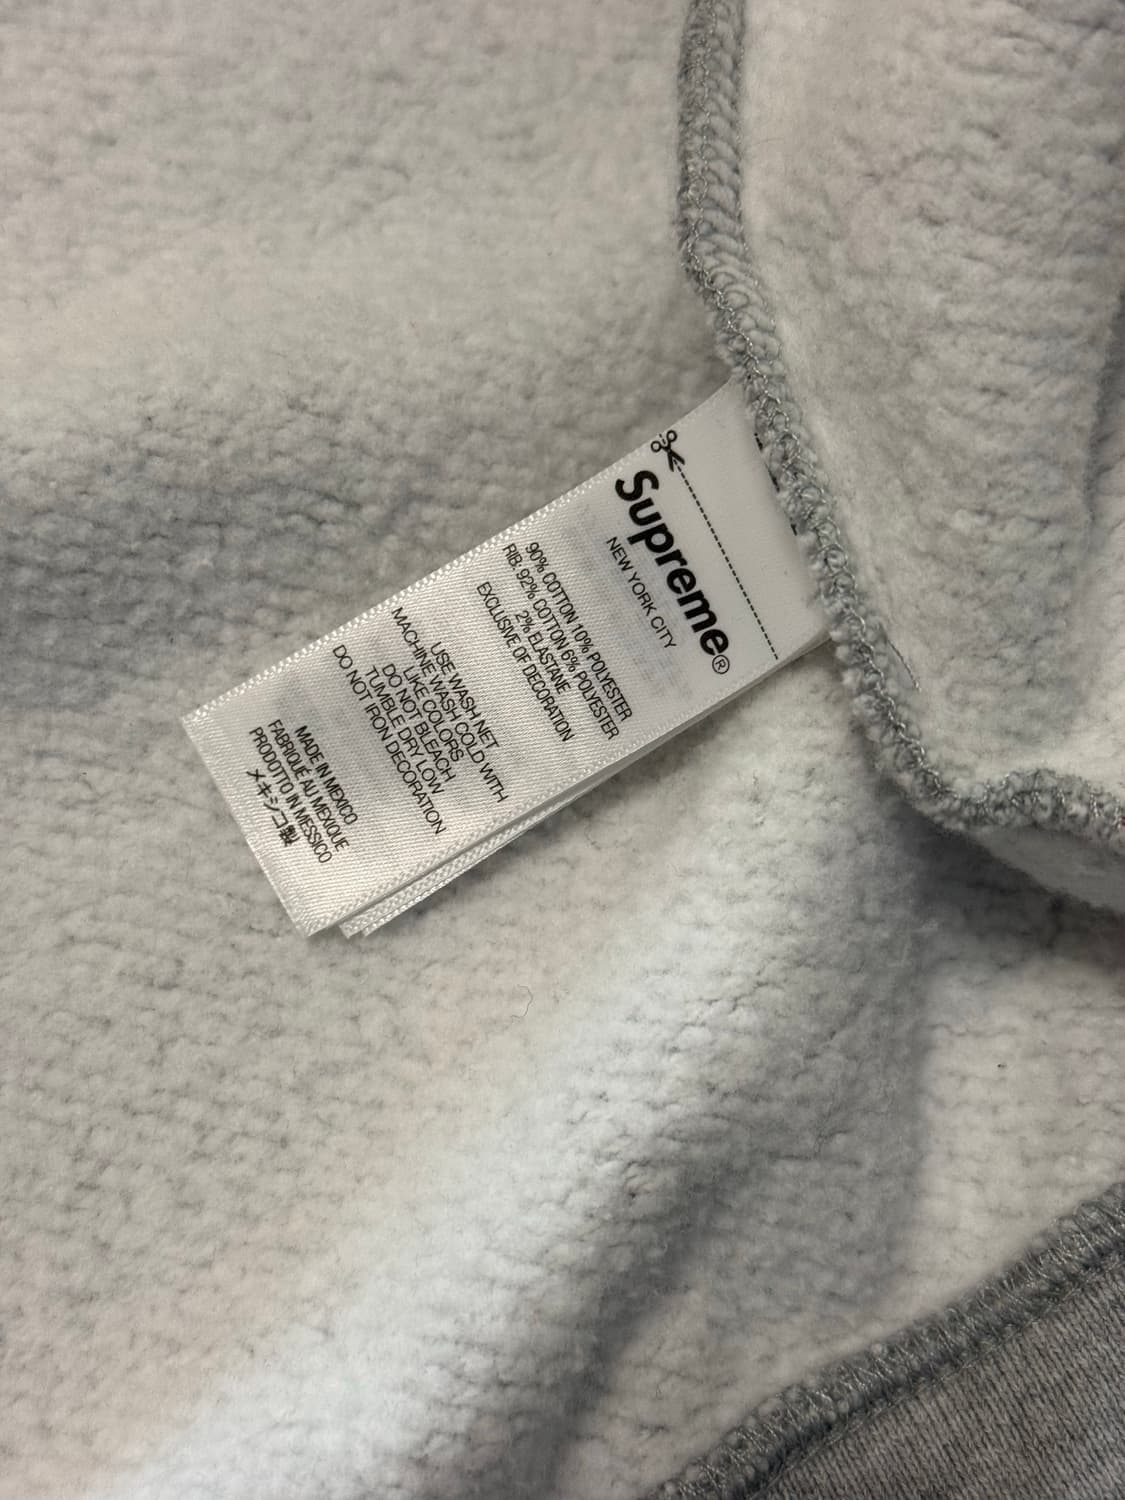 Supreme®
NEW YORK CITY
90% COTTON 10% POLYESTER
RIB: 92% COTTON 6% POLYESTER
2% ELASTANE
EXCLUSIVE OF DECORATION
USE WASH NET
MACHINE WASH COLD WITH
LIKE COLORS
DO NOT BLEACH
TUMBLE DRY LOW
DO NOT IRON DECORATION
MADE IN MEXICO
FABRIQUÉ AU MEXIQUE
PRODOTTO IN MESSICO
メキシコ製